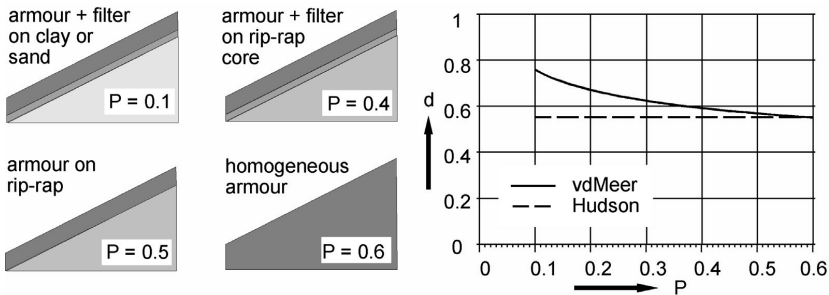 armour + filter
on clay or
sand
P = 0.1
armour + filter
on rip-rap
core
P = 0.4
armour on
rip-rap
P = 0.5
homogeneous
armour
P = 0.6
1
0.8
d
0.6
0.4
0.2
0
vdMeer
Hudson
0 0.1 0.2 0.3 0.4 0.5 0.6
P